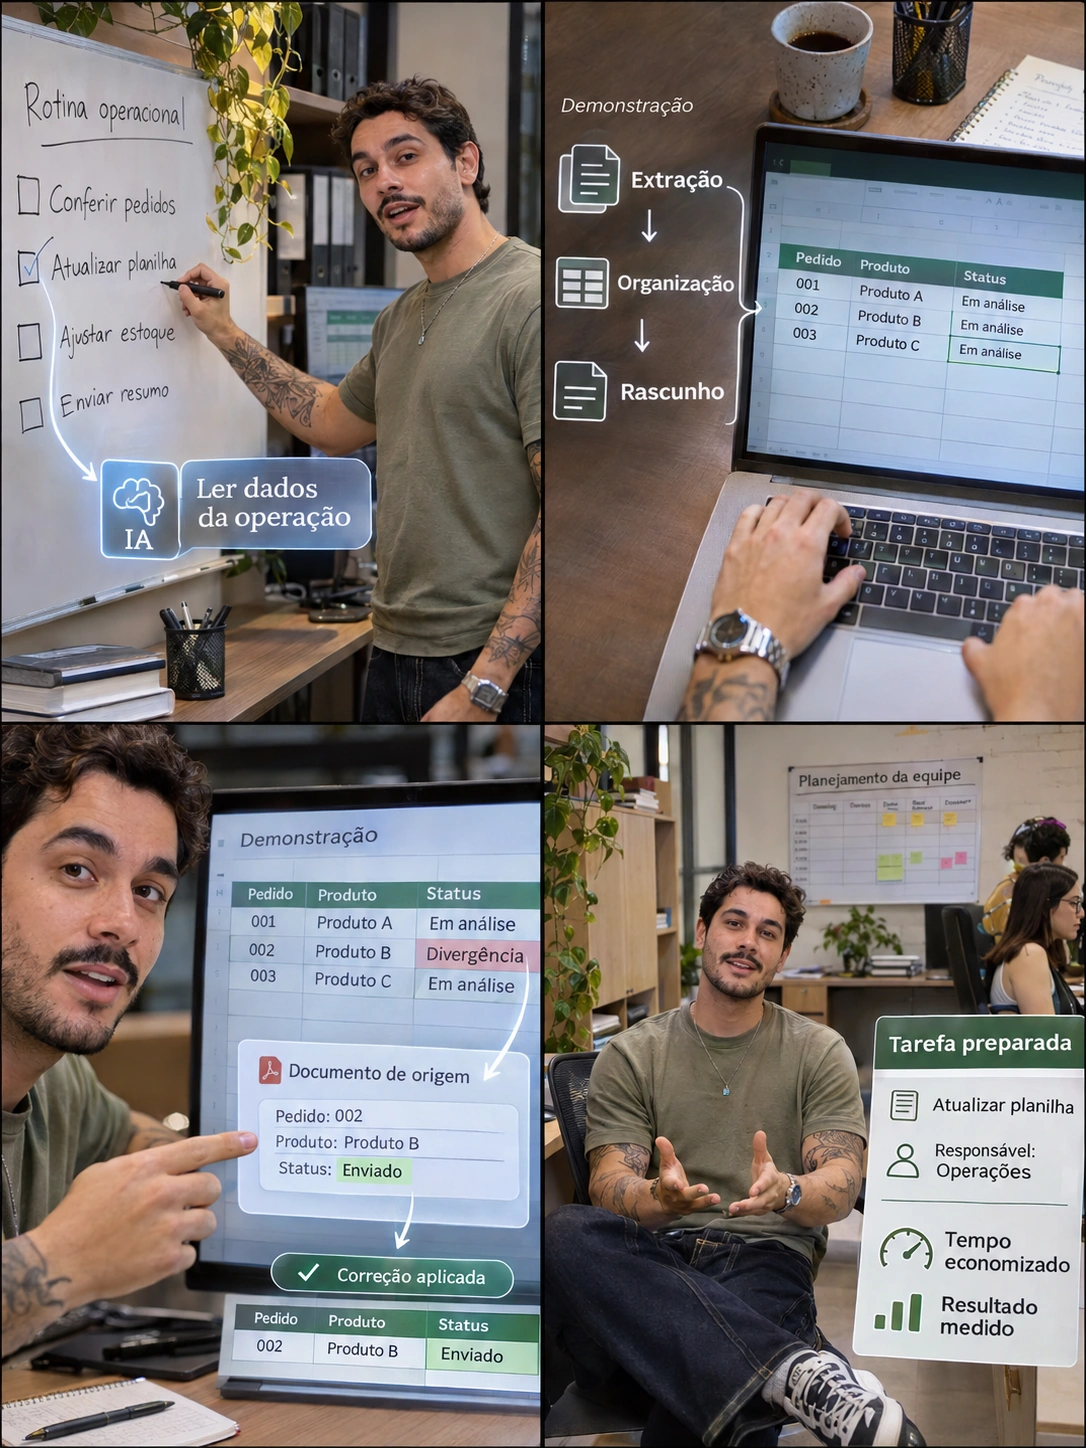 Rotina operacional
Conferir pedidos
Atualizar planilha
Ajustar estoque
Enviar resumo
IA
Ler dados
da operação
Demonstração
Extração
Organização
Rascunho
Pedido Produto Status
001 Produto A Em análise
002 Produto B Em análise
003 Produto C Em análise
Demonstração
Pedido Produto Status
001 Produto A Em análise
002 Produto B Divergência
003 Produto C Em análise
Documento de origem
Pedido: 002
Produto: Produto B
Status: Enviado
Correção aplicada
Pedido Produto Status
002 Produto B Enviado
Planejamento da equipe
Tarefa preparada
Atualizar planilha
Responsável:
Operações
Tempo
economizado
Resultado
medido